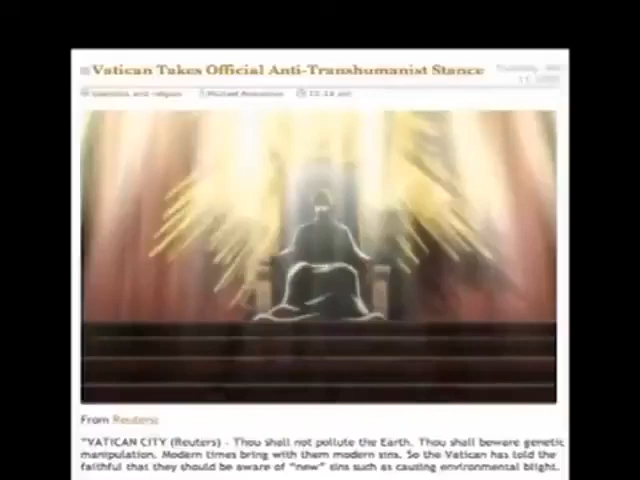 Vatican Takes Official Anti-Transhumanist Stance
From Reuters:
"VATICAN CITY (Reuters) - Thou shall not pollute the Earth. Thou shall beware genetic
manipulation. Modern times bring with them modern sins. So the Vatican has told the
faithful that they should be aware of "new" sins such as causing environmental blight.